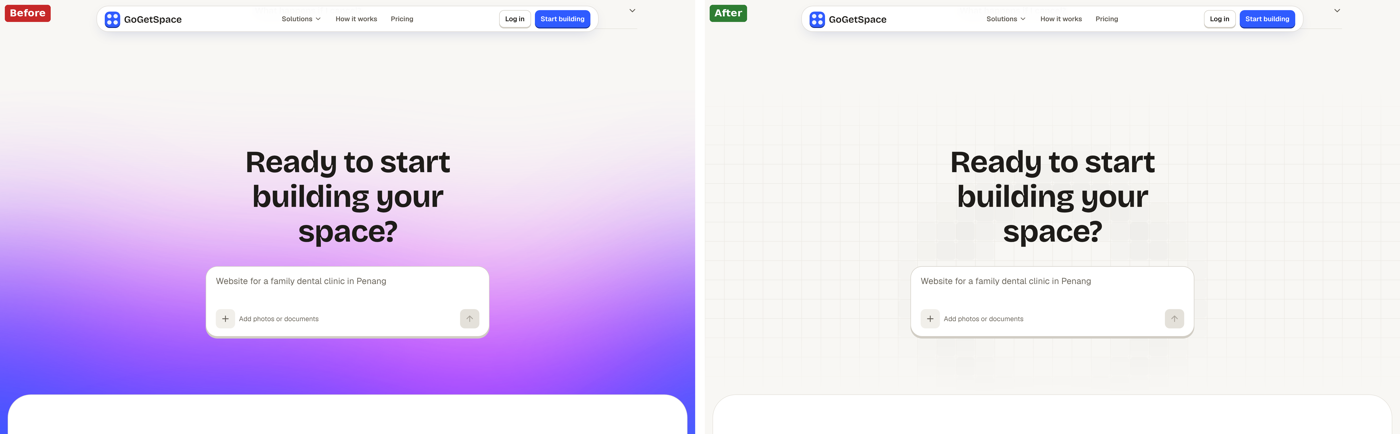 Before
GoGetSpace
Solutions
How it works
Pricing
Log in
Start building
Ready to start
building your
space?
Website for a family dental clinic in Penang
Add photos or documents
After
GoGetSpace
Solutions
How it works
Pricing
Log in
Start building
Ready to start
building your
space?
Website for a family dental clinic in Penang
Add photos or documents